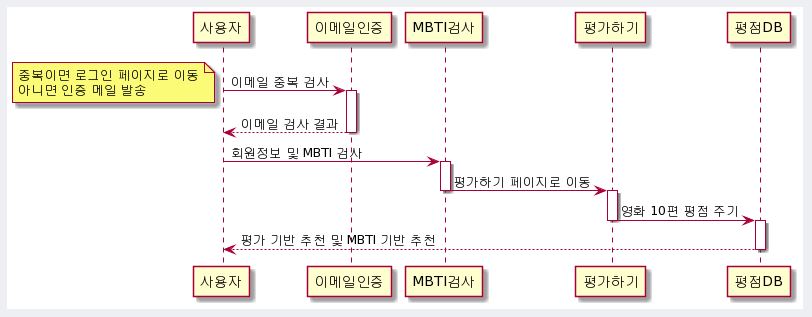 사용자
이메일인증
MBTI검사
평가하기
평점DB
중복이면 로그인 페이지로 이동
아니면 인증 메일 발송
이메일 중복 검사
이메일 검사 결과
회원정보 및 MBTI 검사
평가하기 페이지로 이동
영화 10편 평점 주기
평가 기반 추천 및 MBTI 기반 추천
사용자
이메일인증
MBTI검사
평가하기
평점DB